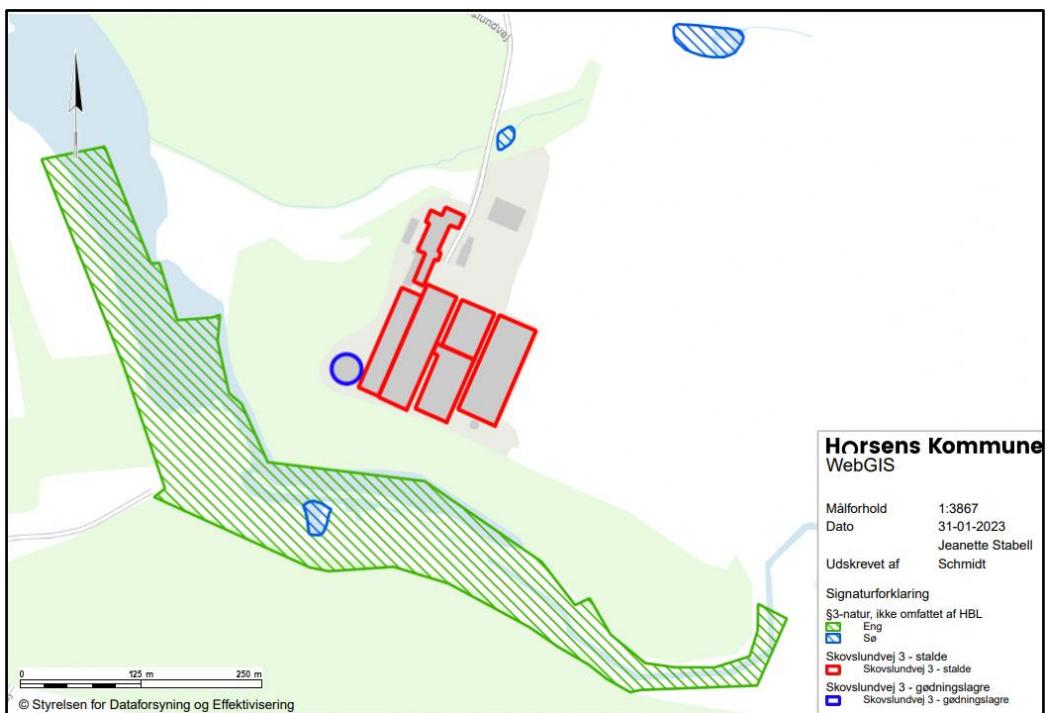 slundvej
Horsens Kommune
WebGIS
Målforhold 1:3867
Dato 31-01-2023
Jeanette Stabell
Udskrevet af Schmidt
Signaturforklaring
§3-natur, ikke omfattet af HBL
Eng
Sø
Skovslundvej 3 - stalde
Skovslundvej 3 - stalde
Skovslundvej 3 - gødningslagre
Skovslundvej 3 - gødningslagre
0 125 m 250 m
© Styrelsen for Dataforsyning og Effektivisering